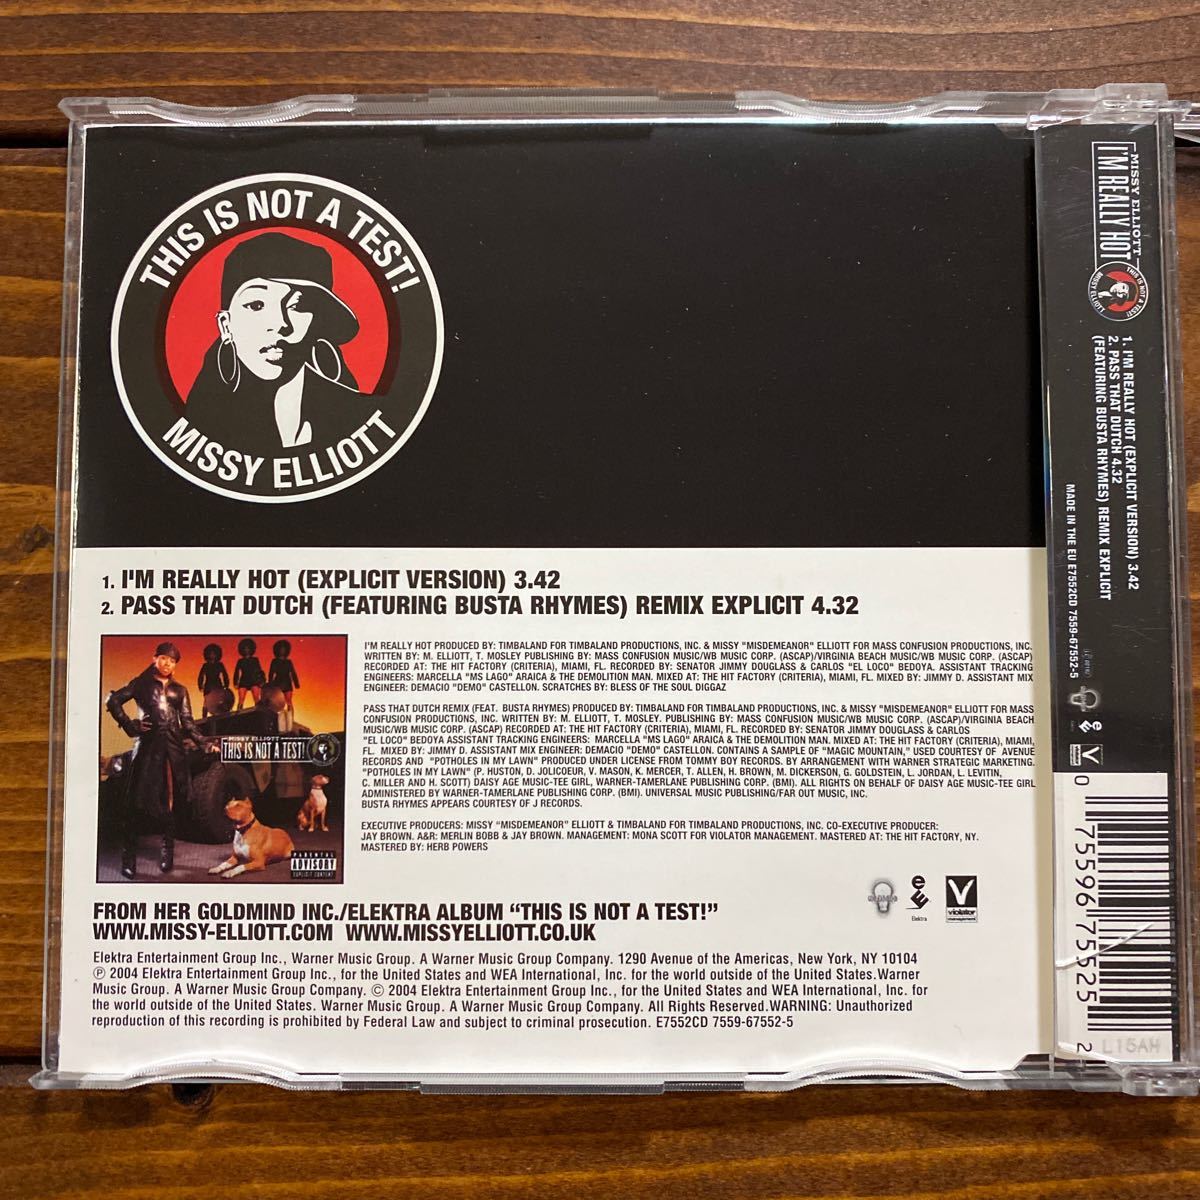 THIS IS NOT A TEST!
MISSY ELLIOTT
1. I'M REALLY HOT (EXPLICIT VERSION) 3.42
2. PASS THAT DUTCH (FEATURING BUSTA RHYMES) REMIX EXPLICIT 4.32
I'M REALLY HOT PRODUCED BY: TIMBALAND FOR TIMBALAND PRODUCTIONS, INC. & MISSY "MISDEMEANOR" ELLIOTT FOR MASS CONFUSION PRODUCTIONS, INC.
WRITTEN BY: M. ELLIOTT, T. MOSLEY PUBLISHING BY: MASS CONFUSION MUSIC/WB MUSIC CORP. (ASCAP)/VIRGINIA BEACH MUSIC/WB MUSIC CORP. (ASCAP)
RECORDED AT: THE HIT FACTORY (CRITERIA), MIAMI, FL. RECORDED BY: SENATOR JIMMY DOUGLASS & CARLOS "EL LOCO" BEDOYA. ASSISTANT TRACKING
ENGINEERS: MARCELLA "MS LAGO" ARAICA & THE DEMOLITION MAN. MIXED AT: THE HIT FACTORY (CRITERIA), MIAMI, FL. MIXED BY: JIMMY D. ASSISTANT MIX
ENGINEER: DEMACIO "DEMO" CASTELLON. SCRATCHES BY: BLESS OF THE SOUL DIGGAZ
PASS THAT DUTCH REMIX (FEAT. BUSTA RHYMES) PRODUCED BY: TIMBALAND FOR TIMBALAND PRODUCTIONS, INC. & MISSY "MISDEMEANOR" ELLIOTT FOR MASS
CONFUSION PRODUCTIONS, INC. WRITTEN BY: M. ELLIOTT, T. MOSLEY. PUBLISHING BY: MASS CONFUSION MUSIC/WB MUSIC CORP. (ASCAP)/VIRGINIA BEACH
MUSIC/WB MUSIC CORP. (ASCAP) RECORDED AT: THE HIT FACTORY (CRITERIA), MIAMI, FL. RECORDED BY: SENATOR JIMMY DOUGLASS & CARLOS
"EL LOCO" BEDOYA ASSISTANT TRACKING ENGINEERS: MARCELLA "MS LAGO" ARAICA & THE DEMOLITION MAN. MIXED AT: THE HIT FACTORY (CRITERIA), MIAMI,
FL. MIXED BY: JIMMY D. ASSISTANT MIX ENGINEER: DEMACIO "DEMO" CASTELLON. CONTAINS A SAMPLE OF "MAGIC MOUNTAIN," USED COURTESY OF AVENUE
RECORDS AND "POTHOLES IN MY LAWN" PRODUCED UNDER LICENSE FROM TOMMY BOY RECORDS. BY ARRANGEMENT WITH WARNER STRATEGIC MARKETING.
"POTHOLES IN MY LAWN" (P. HUSTON, D. JOLICOEUR, V. MASON, K. MERCER, T. ALLEN, H. BROWN, M. DICKERSON, G. GOLDSTEIN, L. JORDAN, L. LEVITIN,
C. MILLER AND H. SCOTT) DAISY AGE MUSIC-TEE GIRL, WARNER-TAMERLANE PUBLISHING CORP. (BMI). ALL RIGHTS ON BEHALF OF DAISY AGE MUSIC-TEE GIRL
ADMINISTERED BY WARNER-TAMERLANE PUBLISHING CORP. (BMI). UNIVERSAL MUSIC PUBLISHING/FAR OUT MUSIC, INC.
BUSTA RHYMES APPEARS COURTESY OF J RECORDS.
EXECUTIVE PRODUCERS: MISSY "MISDEMEANOR" ELLIOTT & TIMBALAND FOR TIMBALAND PRODUCTIONS, INC. CO-EXECUTIVE PRODUCER:
JAY BROWN. A&R: MERLIN BOBB & JAY BROWN. MANAGEMENT: MONA SCOTT FOR VIOLATOR MANAGEMENT. MASTERED AT: THE HIT FACTORY, NY.
MASTERED BY: HERB POWERS
MISSY ELLIOTT
THIS IS NOT A TEST!
PARENTAL
ADVISORY
EXPLICIT CONTENT
Elektra
violator
management
FROM HER GOLDMIND INC./ELEKTRA ALBUM “THIS IS NOT A TEST!”
WWW.MISSY-ELLIOTT.COM WWW.MISSYELLIOTT.CO.UK
Elektra Entertainment Group Inc., Warner Music Group. A Warner Music Group Company. 1290 Avenue of the Americas, New York, NY 10104
℗ 2004 Elektra Entertainment Group Inc., for the United States and WEA International, Inc. for the world outside of the United States.Warner
Music Group. A Warner Music Group Company. © 2004 Elektra Entertainment Group Inc., for the United States and WEA International, Inc. for
the world outside of the United States. Warner Music Group. A Warner Music Group Company. All Rights Reserved.WARNING: Unauthorized
reproduction of this recording is prohibited by Federal Law and subject to criminal prosecution. E7552CD 7559-67552-5
MISSY ELLIOTT
I'M REALLY HOT
THIS IS NOT A TEST!
MISSY ELLIOTT
1. I'M REALLY HOT (EXPLICIT VERSION) 3.42
2. PASS THAT DUTCH 4.32
(FEATURING BUSTA RHYMES) REMIX EXPLICIT
MADE IN THE EU E7552CD 7559-67552-5
0 75596 75525 2
L15AH